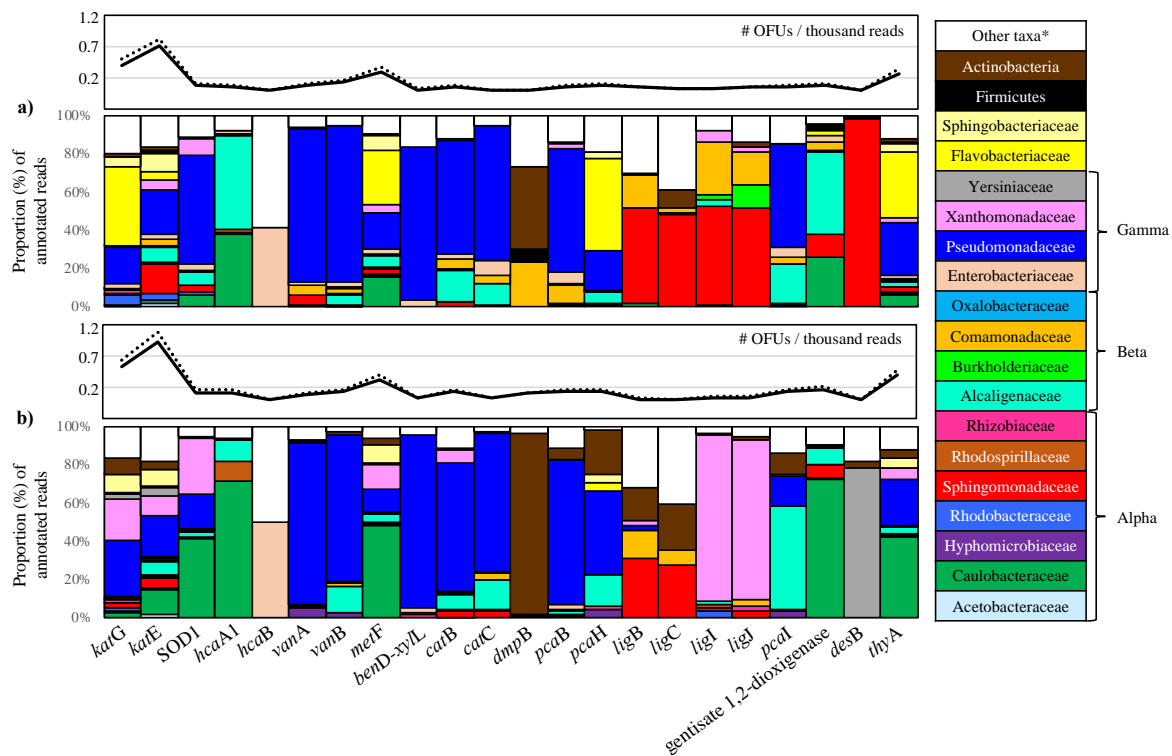 1.2
0.7
0.2
# OFUs / thousand reads
a)
100%
80%
60%
40%
20%
0%
Proportion (%) of
annotated reads
1.2
0.7
0.2
# OFUs / thousand reads
b)
100%
80%
60%
40%
20%
0%
Proportion (%) of
annotated reads
katG
katE
SOD1
hcaA1
hcaB
vanA
vanB
metF
benD-xylL
catB
catC
dmpB
pcaB
pcaH
ligB
ligC
ligI
ligJ
pcaI
gentisate 1,2-dioxigenase
desB
thyA
Other taxa*
Actinobacteria
Firmicutes
Sphingobacteriaceae
Flavobacteriaceae
Yersiniaceae
Xanthomonadaceae
Pseudomonadaceae
Enterobacteriaceae
Oxalobacteraceae
Comamonadaceae
Burkholderiaceae
Alcaligenaceae
Rhizobiaceae
Rhodospirillaceae
Sphingomonadaceae
Rhodobacteraceae
Hyphomicrobiaceae
Caulobacteraceae
Acetobacteraceae
Gamma
Beta
Alpha